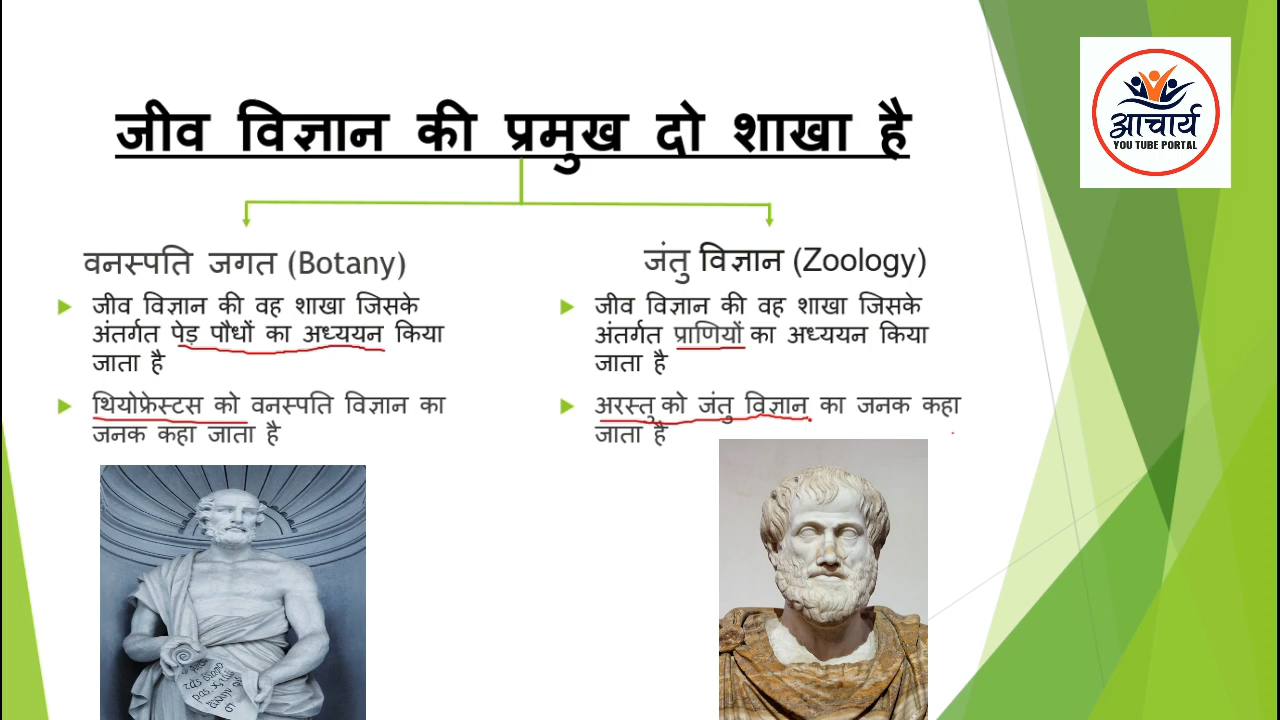 जीव विज्ञान की प्रमुख दो शाखा है
आचार्य
YOU TUBE PORTAL
वनस्पति जगत (Botany)
जीव विज्ञान की वह शाखा जिसके
अंतर्गत पेड़ पौधों का अध्ययन किया
जाता है
थियोफ्रेस्टस को वनस्पति विज्ञान का
जनक कहा जाता है
जंतु विज्ञान (Zoology)
जीव विज्ञान की वह शाखा जिसके
अंतर्गत प्राणियों का अध्ययन किया
जाता है
अरस्तु को जंतु विज्ञान का जनक कहा
जाता है